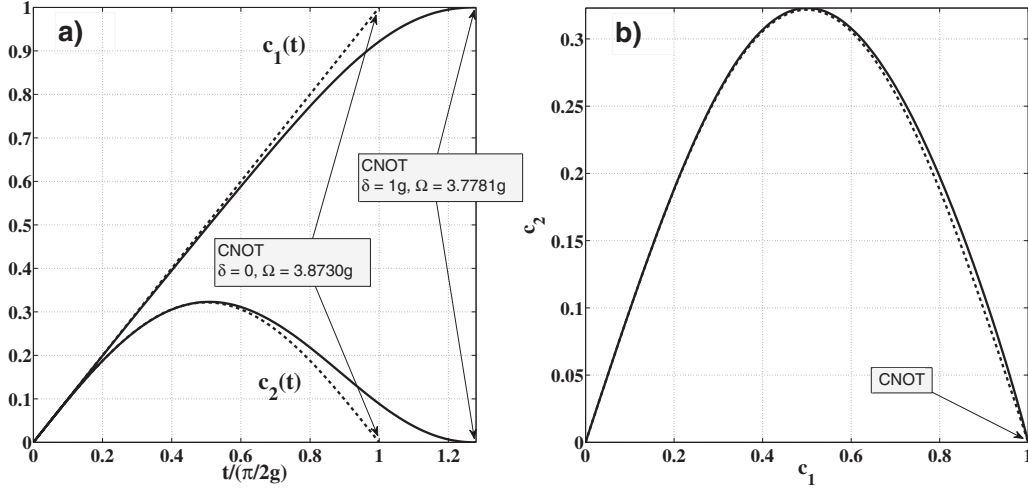 a)
c1(t)
CNOT
δ = 1g, Ω = 3.7781g
CNOT
δ = 0, Ω = 3.8730g
c2(t)
1
0.9
0.8
0.7
0.6
0.5
0.4
0.3
0.2
0.1
0
0 0.2 0.4 0.6 0.8 1 1.2
t/(π/2g)
b)
c2
0.3
0.25
0.2
0.15
0.1
0.05
0
CNOT
0 0.2 0.4 0.6 0.8 1
c1